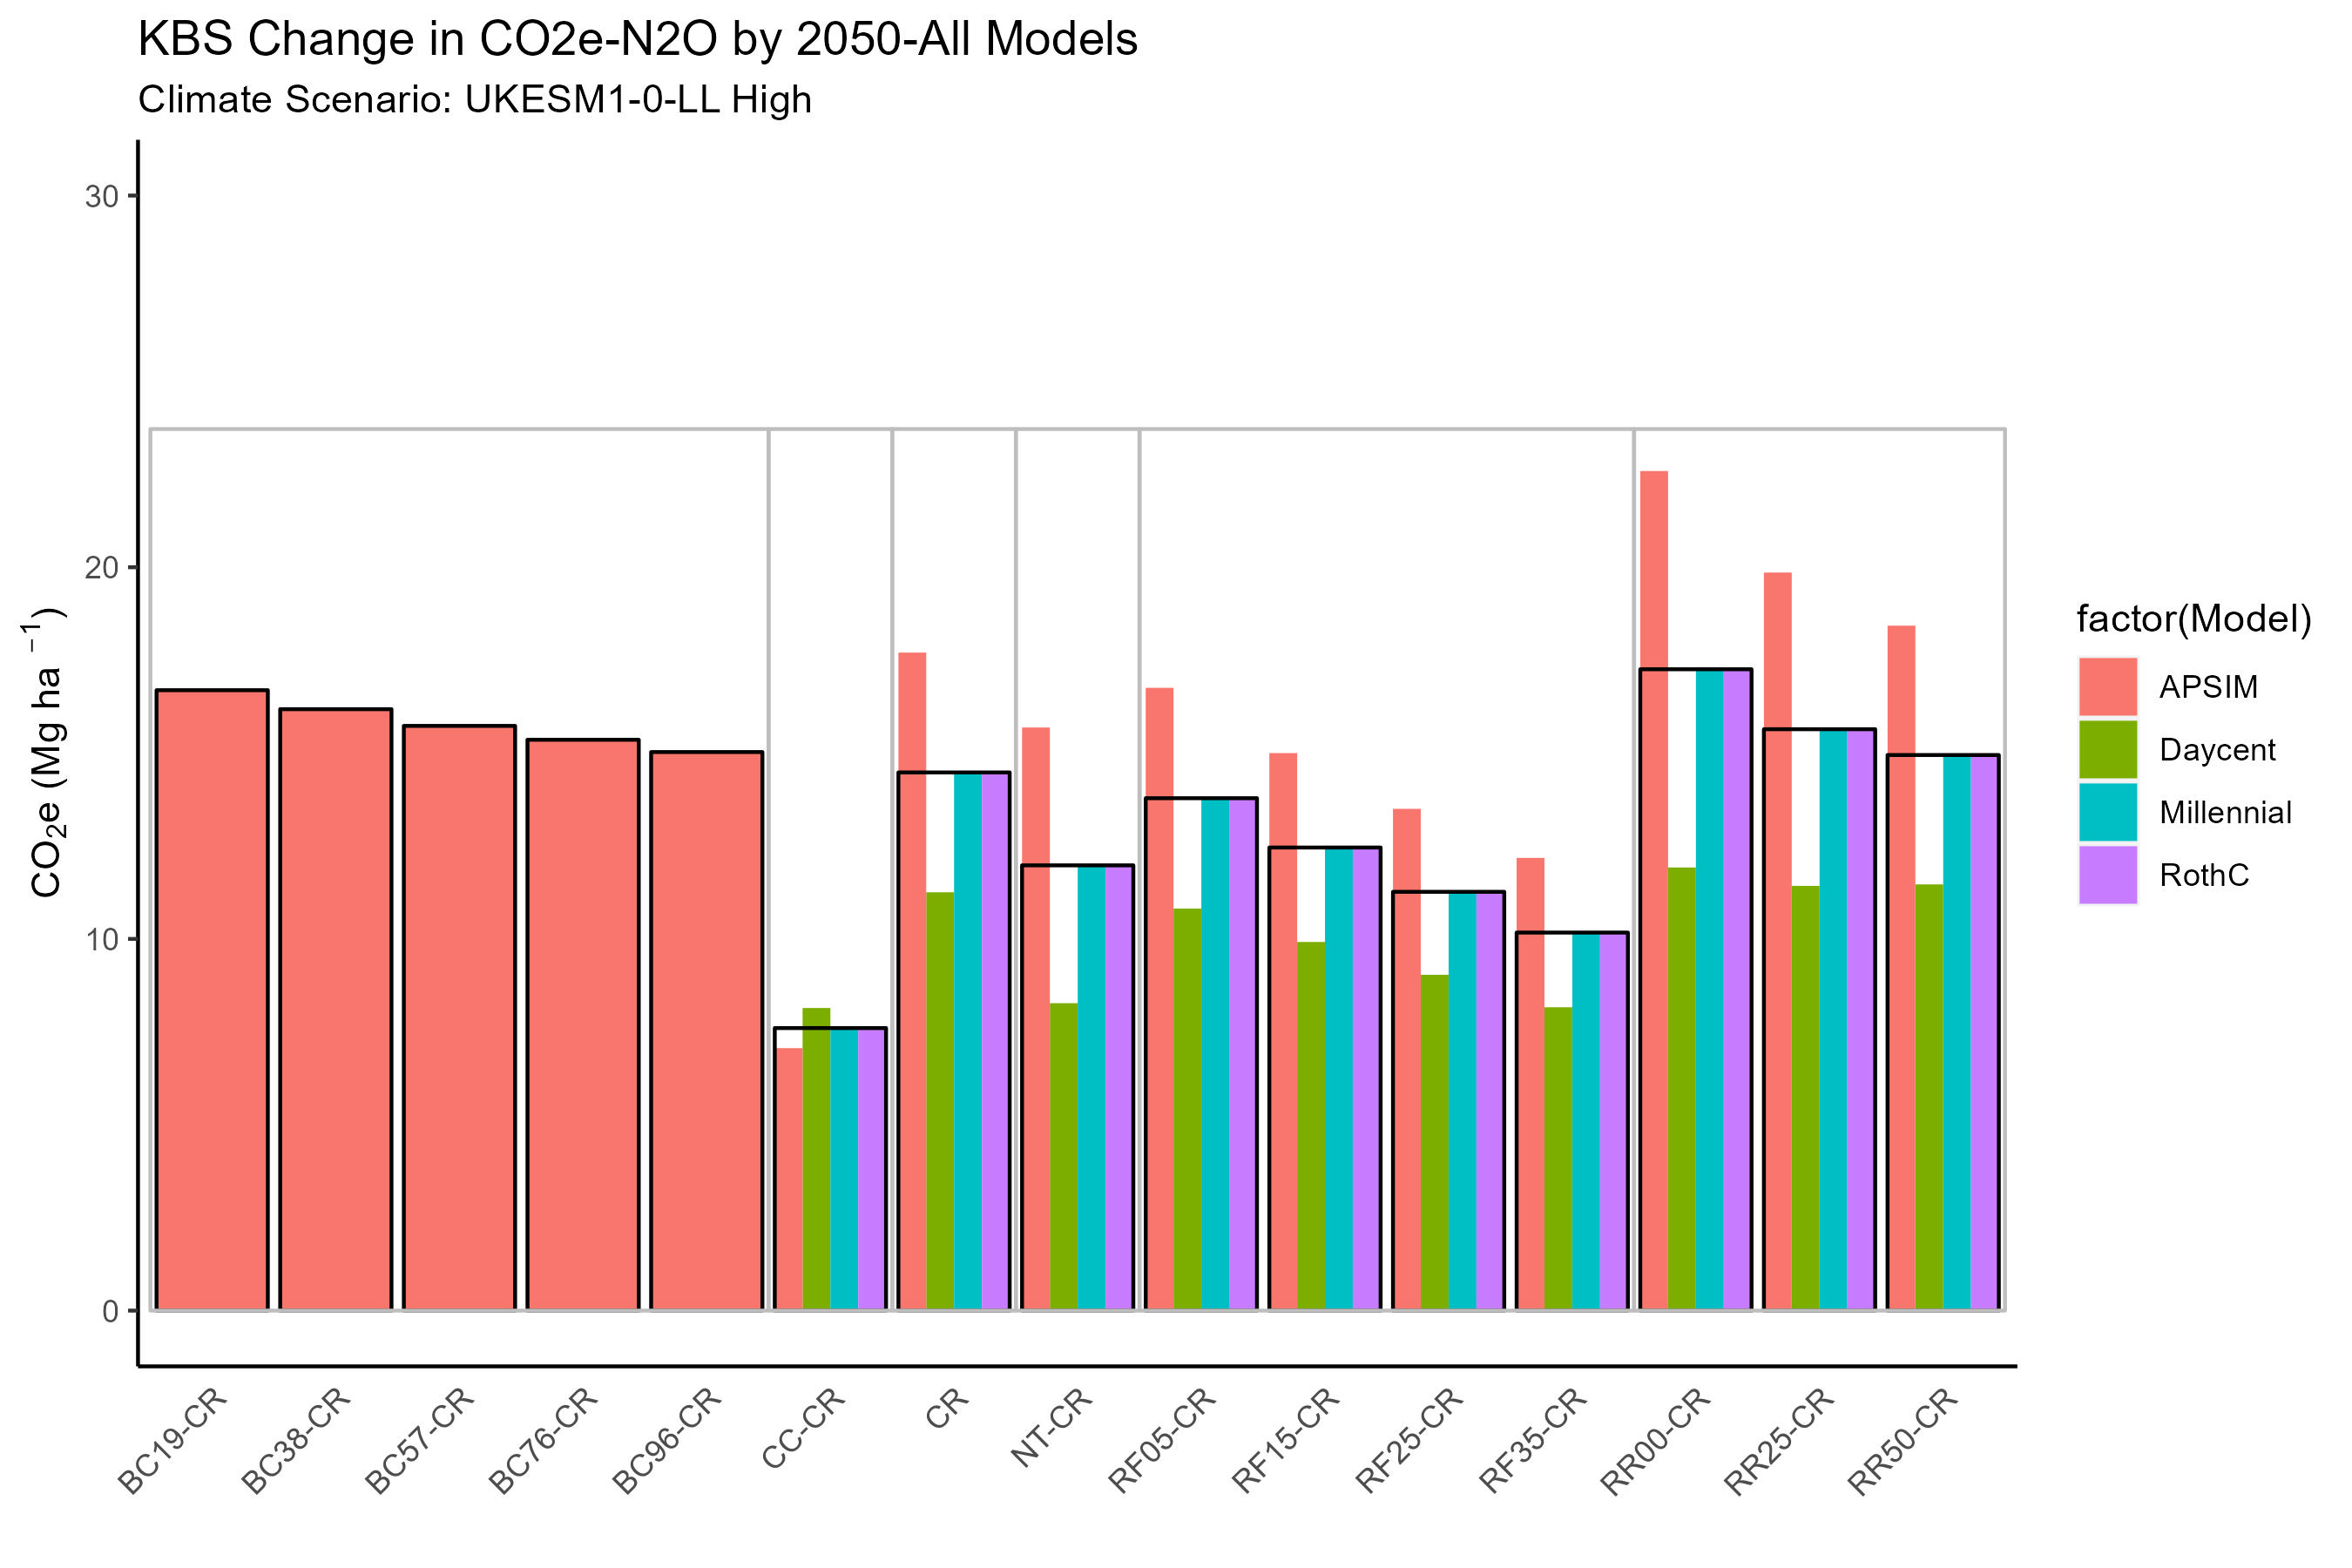 KBS Change in CO2e-N2O by 2050-All Models
Climate Scenario: UKESM1-0-LL High
CO₂e (Mg ha ⁻¹)
30
20
10
0
BC19-CR
BC38-CR
BC57-CR
BC76-CR
BC96-CR
CC-CR
CR
NT-CR
RF05-CR
RF15-CR
RF25-CR
RF35-CR
RR00-CR
RR25-CR
RR50-CR
factor(Model)
APSIM
Daycent
Millennial
RothC